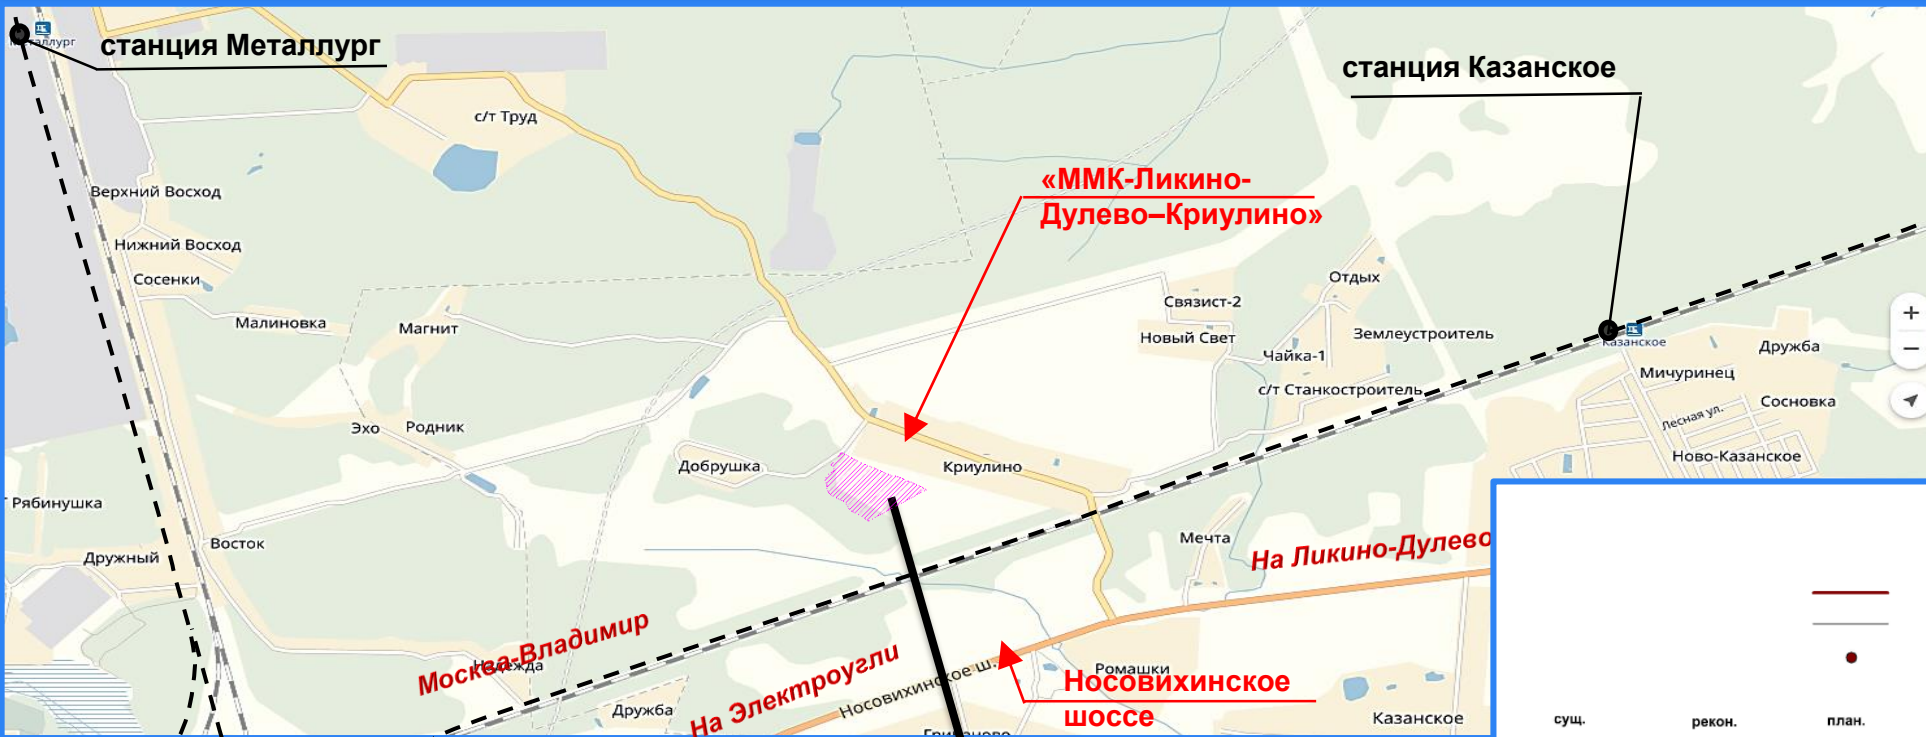 Металлург
станция Металлург
станция Казанское
с/т Труд
«ММК-Ликино-
Дулево–Криулино»
Верхний Восход
Нижний Восход
Сосенки
Малиновка
Магнит
Отдых
Связист-2
Новый Свет
Землеустроитель
Чайка-1
Казанское
Дружба
Мичуринец
с/т Станкостроитель
Сосновка
Лесная ул.
Эхо
Родник
Добрушка
Криулино
Ново-Казанское
Рябинушка
Восток
Дружный
Мечта
На Ликино-Дулево
Москва-Владимир
Надежда
На Электроугли
Носовихинское ш.
Ромашки
Носовихинское
шоссе
Дружба
Грибаново
Казанское
сущ.
рекон.
план.